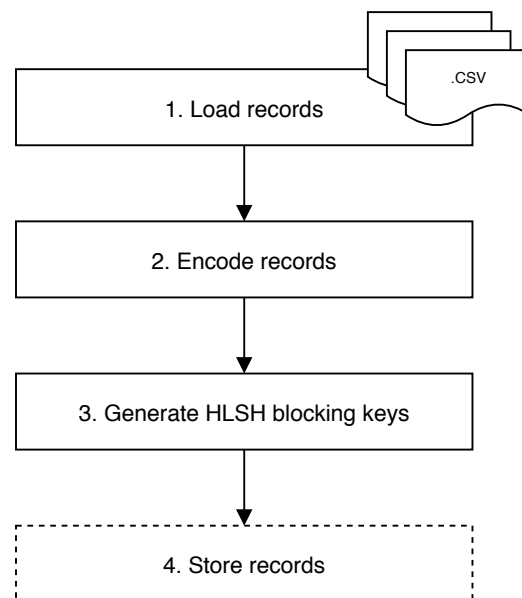 .CSV
1. Load records
2. Encode records
3. Generate HLSH blocking keys
4. Store records